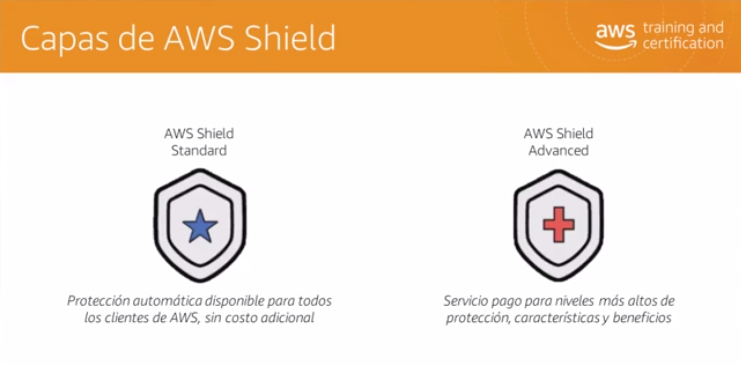 Capas de AWS Shield
aws training and
certification
AWS Shield
Standard
Protección automática disponible para todos
los clientes de AWS, sin costo adicional
AWS Shield
Advanced
Servicio pago para niveles más altos de
protección, características y beneficios